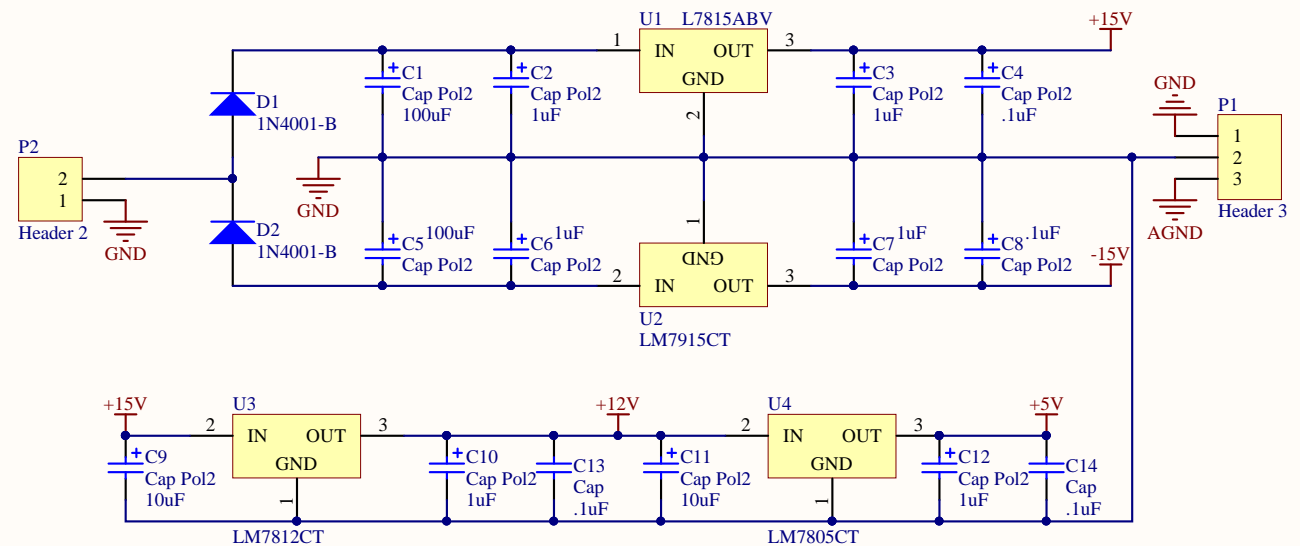 U1 L7815ABV
+15V
1 IN OUT 3
GND
2
C1
Cap Pol2
100uF
C2
Cap Pol2
1uF
C3
Cap Pol2
1uF
C4
Cap Pol2
.1uF
D1
1N4001-B
P2
2
1
Header 2
GND
GND
GND
P1
1
2
3
Header 3
AGND
D2
1N4001-B
C5 100uF
Cap Pol2
C6 1uF
Cap Pol2
1
GND
2 IN OUT 3
U2
LM7915CT
C7 1uF
Cap Pol2
C8 .1uF
Cap Pol2
-15V
+15V
U3
2 IN OUT 3
GND
1
LM7812CT
C9
Cap Pol2
10uF
C10
Cap Pol2
1uF
C13
Cap
.1uF
+12V
C11
Cap Pol2
10uF
U4
2 IN OUT 3
GND
1
LM7805CT
+5V
C12
Cap Pol2
1uF
C14
Cap
.1uF